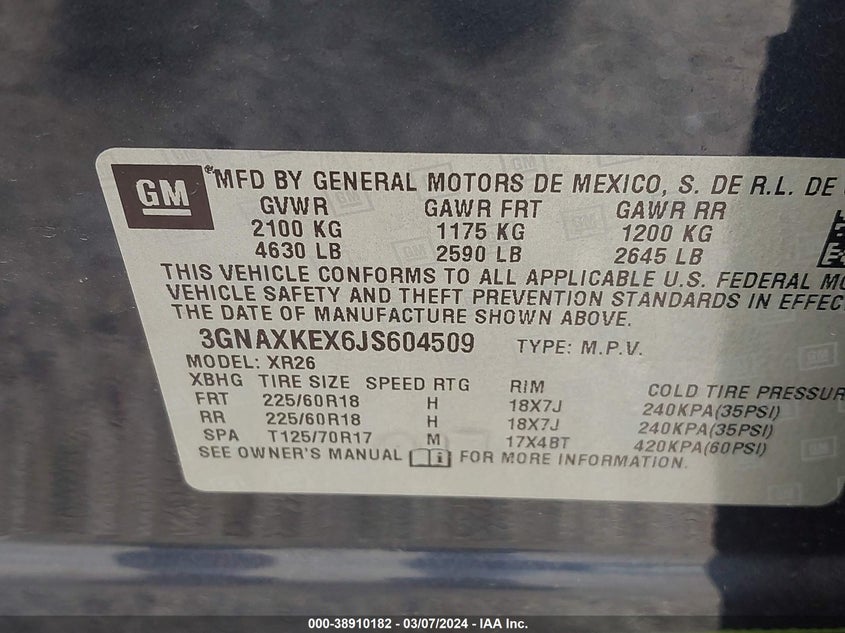 GM
MFD BY GENERAL MOTORS DE MEXICO, S. DE R.L. DE
GVWR GAWR FRT GAWR RR
2100 KG 1175 KG 1200 KG
4630 LB 2590 LB 2645 LB
THIS VEHICLE CONFORMS TO ALL APPLICABLE U.S. FEDERAL
VEHICLE SAFETY AND THEFT PREVENTION STANDARDS IN EFFEC
THE DATE OF MANUFACTURE SHOWN ABOVE.
3GNAXKEX6JS604509 TYPE: M.P.V.
MODEL: XR26
XBHG TIRE SIZE SPEED RTG RIM COLD TIRE PRESSUR
FRT 225/60R18 H 18X7J 240KPA(35PSI)
RR 225/60R18 H 18X7J 240KPA(35PSI)
SPA T125/70R17 M 17X4BT 420KPA(60PSI)
SEE OWNER'S MANUAL i FOR MORE INFORMATION.
000-38910182 - 03/07/2024 - IAA Inc.